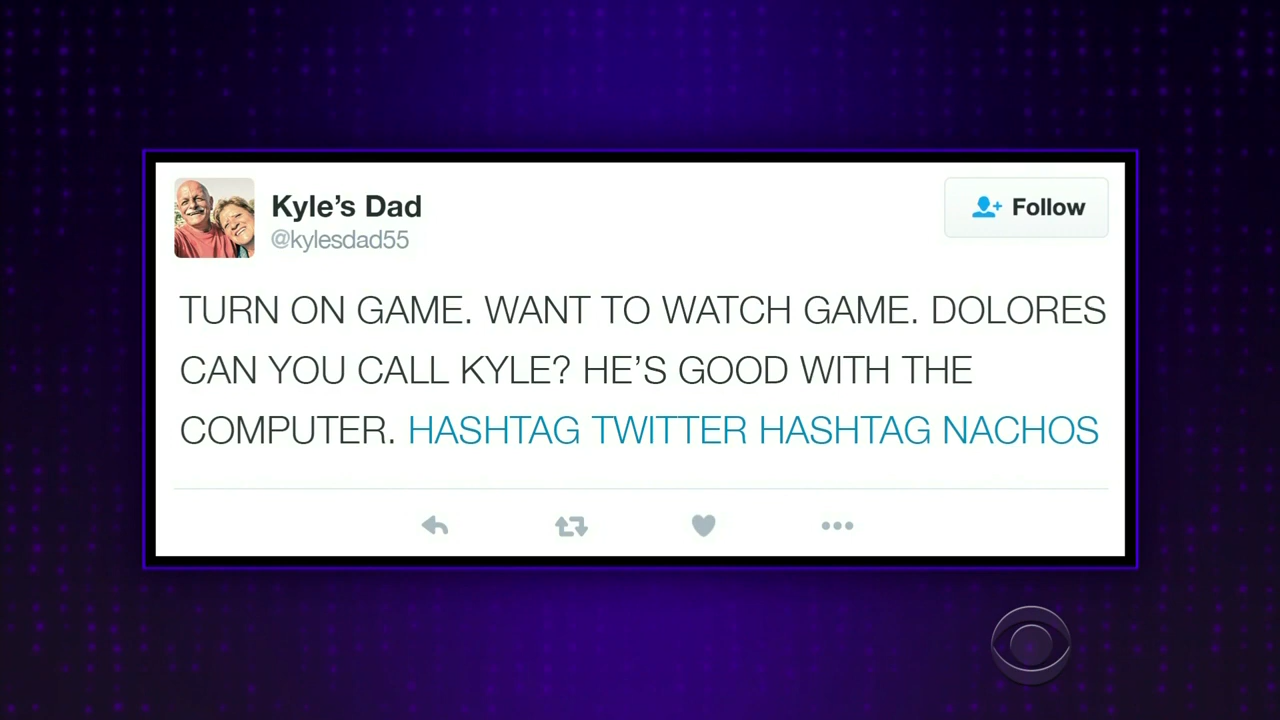 Kyle’s Dad
@kylesdad55
Follow
TURN ON GAME. WANT TO WATCH GAME. DOLORES
CAN YOU CALL KYLE? HE’S GOOD WITH THE
COMPUTER. HASHTAG TWITTER HASHTAG NACHOS